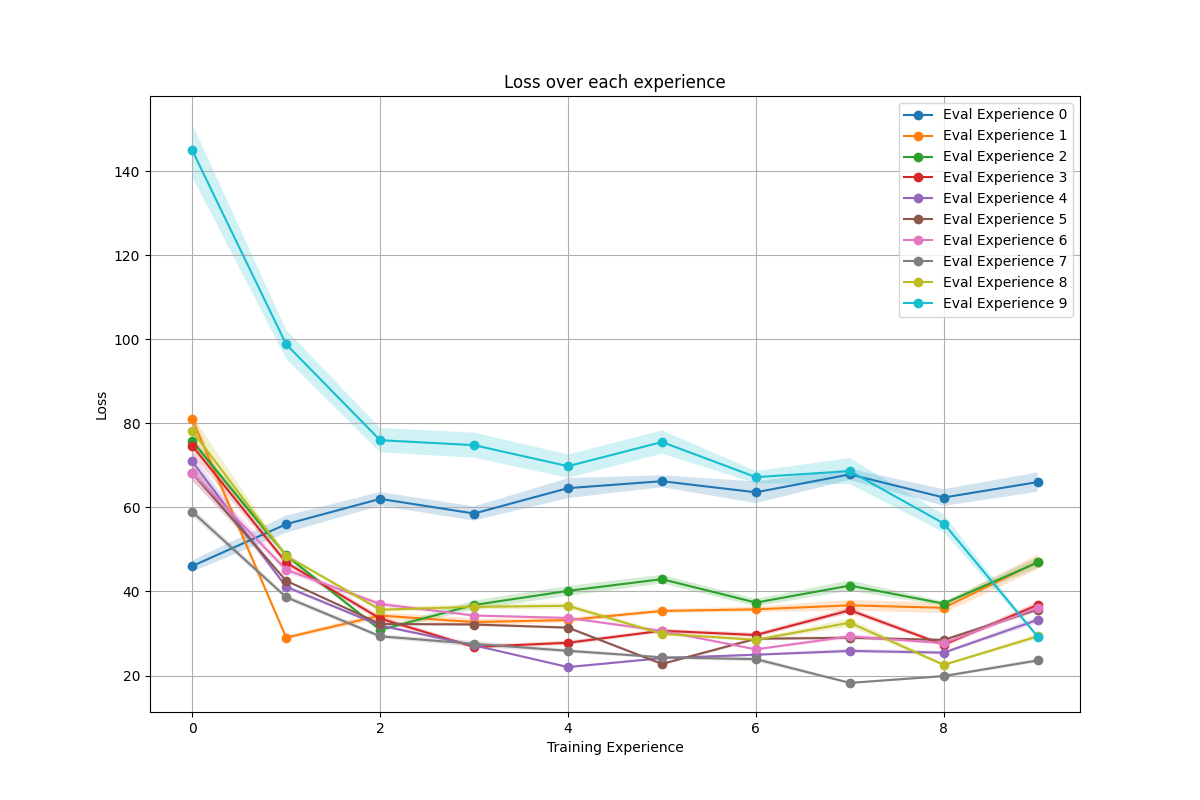 Loss over each experience
Eval Experience 0
Eval Experience 1
Eval Experience 2
Eval Experience 3
Eval Experience 4
Eval Experience 5
Eval Experience 6
Eval Experience 7
Eval Experience 8
Eval Experience 9
140
120
100
80
60
40
20
Loss
0 2 4 6 8
Training Experience